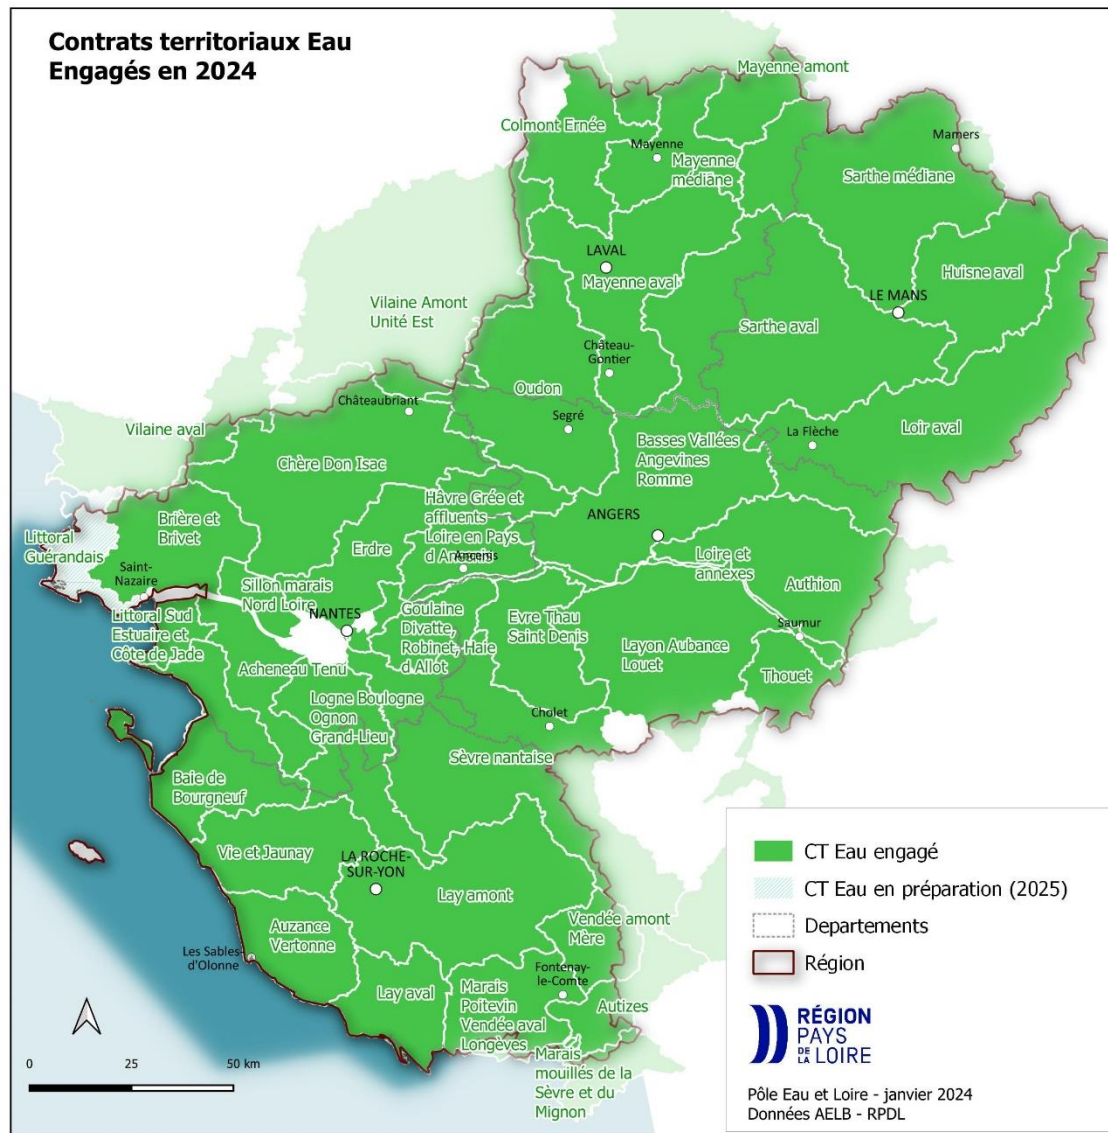 Contrats territoriaux Eau
Engagés en 2024
Mayenne amont
Colmont Ernée
Mayenne
Mamers
Mayenne
médiane
Sarthe médiane
LAVAL
Mayenne aval
Huisne aval
Vilaine Amont
Unité Est
LE MANS
Sarthe aval
Château-
Gontier
Oudon
Châteaubriant
Segré
La Flèche
Loir aval
Vilaine aval
Basses Vallées
Angevines
Romme
Chère Don Isac
Hâvre Grée et
affluents
Loire en Pays
d Ancenis
Ancenis
ANGERS
Brière et
Brivet
Littoral
Guérandais
Erdre
Loire et
annexes
Authion
Saint-
Nazaire
Sillon marais
Nord Loire
NANTES
Goulaine
Divatte,
Robinet, Haie
d Allot
Evre Thau
Saint Denis
Littoral Sud
Estuaire et
Côte de Jade
Saumur
Layon Aubance
Louet
Acheneau Tenu
Thouet
Logne Boulogne
Ognon
Grand-Lieu
Cholet
Sèvre nantaise
Baie de
Bourgneuf
Vie et Jaunay
LA ROCHE-
SUR-YON
Lay amont
Auzance
Vertonne
Vendée amont
Mère
Les Sables-
d'Olonne
Fontenay-
le-Comte
Lay aval
Marais
Poitevin
Vendée aval
Longèves
Autizes
Marais
mouillés de la
Sèvre et du
Mignon
0 25 50 km
CT Eau engagé
CT Eau en préparation (2025)
Departements
Région
RÉGION
PAYS
DE LA LOIRE
Pôle Eau et Loire - janvier 2024
Données AELB - RPDL